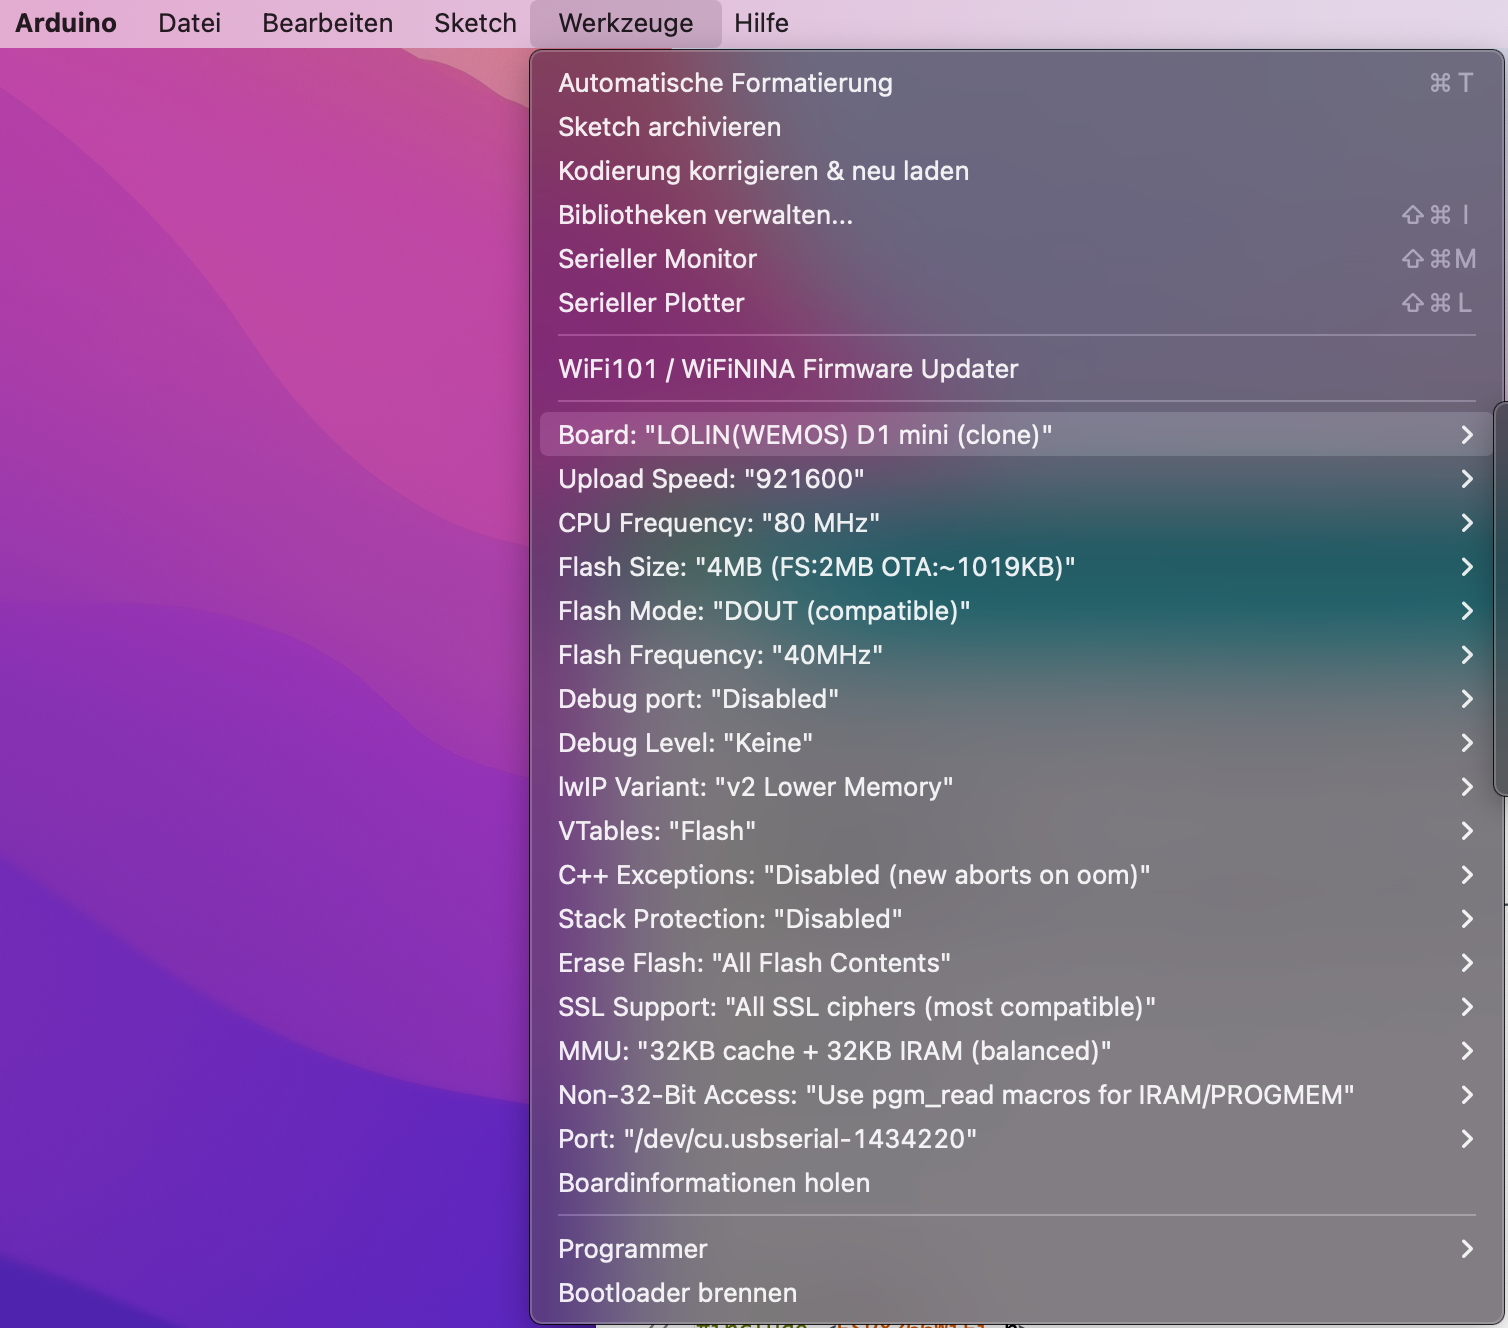 Arduino Datei Bearbeiten Sketch Werkzeuge Hilfe
Automatische Formatierung ⌘T
Sketch archivieren
Kodierung korrigieren & neu laden
Bibliotheken verwalten... ⇧⌘I
Serieller Monitor ⇧⌘M
Serieller Plotter ⇧⌘L
WiFi101 / WiFiNINA Firmware Updater
Board: "LOLIN(WEMOS) D1 mini (clone)"
Upload Speed: "921600"
CPU Frequency: "80 MHz"
Flash Size: "4MB (FS:2MB OTA:~1019KB)"
Flash Mode: "DOUT (compatible)"
Flash Frequency: "40MHz"
Debug port: "Disabled"
Debug Level: "Keine"
lwIP Variant: "v2 Lower Memory"
VTables: "Flash"
C++ Exceptions: "Disabled (new aborts on oom)"
Stack Protection: "Disabled"
Erase Flash: "All Flash Contents"
SSL Support: "All SSL ciphers (most compatible)"
MMU: "32KB cache + 32KB IRAM (balanced)"
Non-32-Bit Access: "Use pgm_read macros for IRAM/PROGMEM"
Port: "/dev/cu.usbserial-1434220"
Boardinformationen holen
Programmer
Bootloader brennen